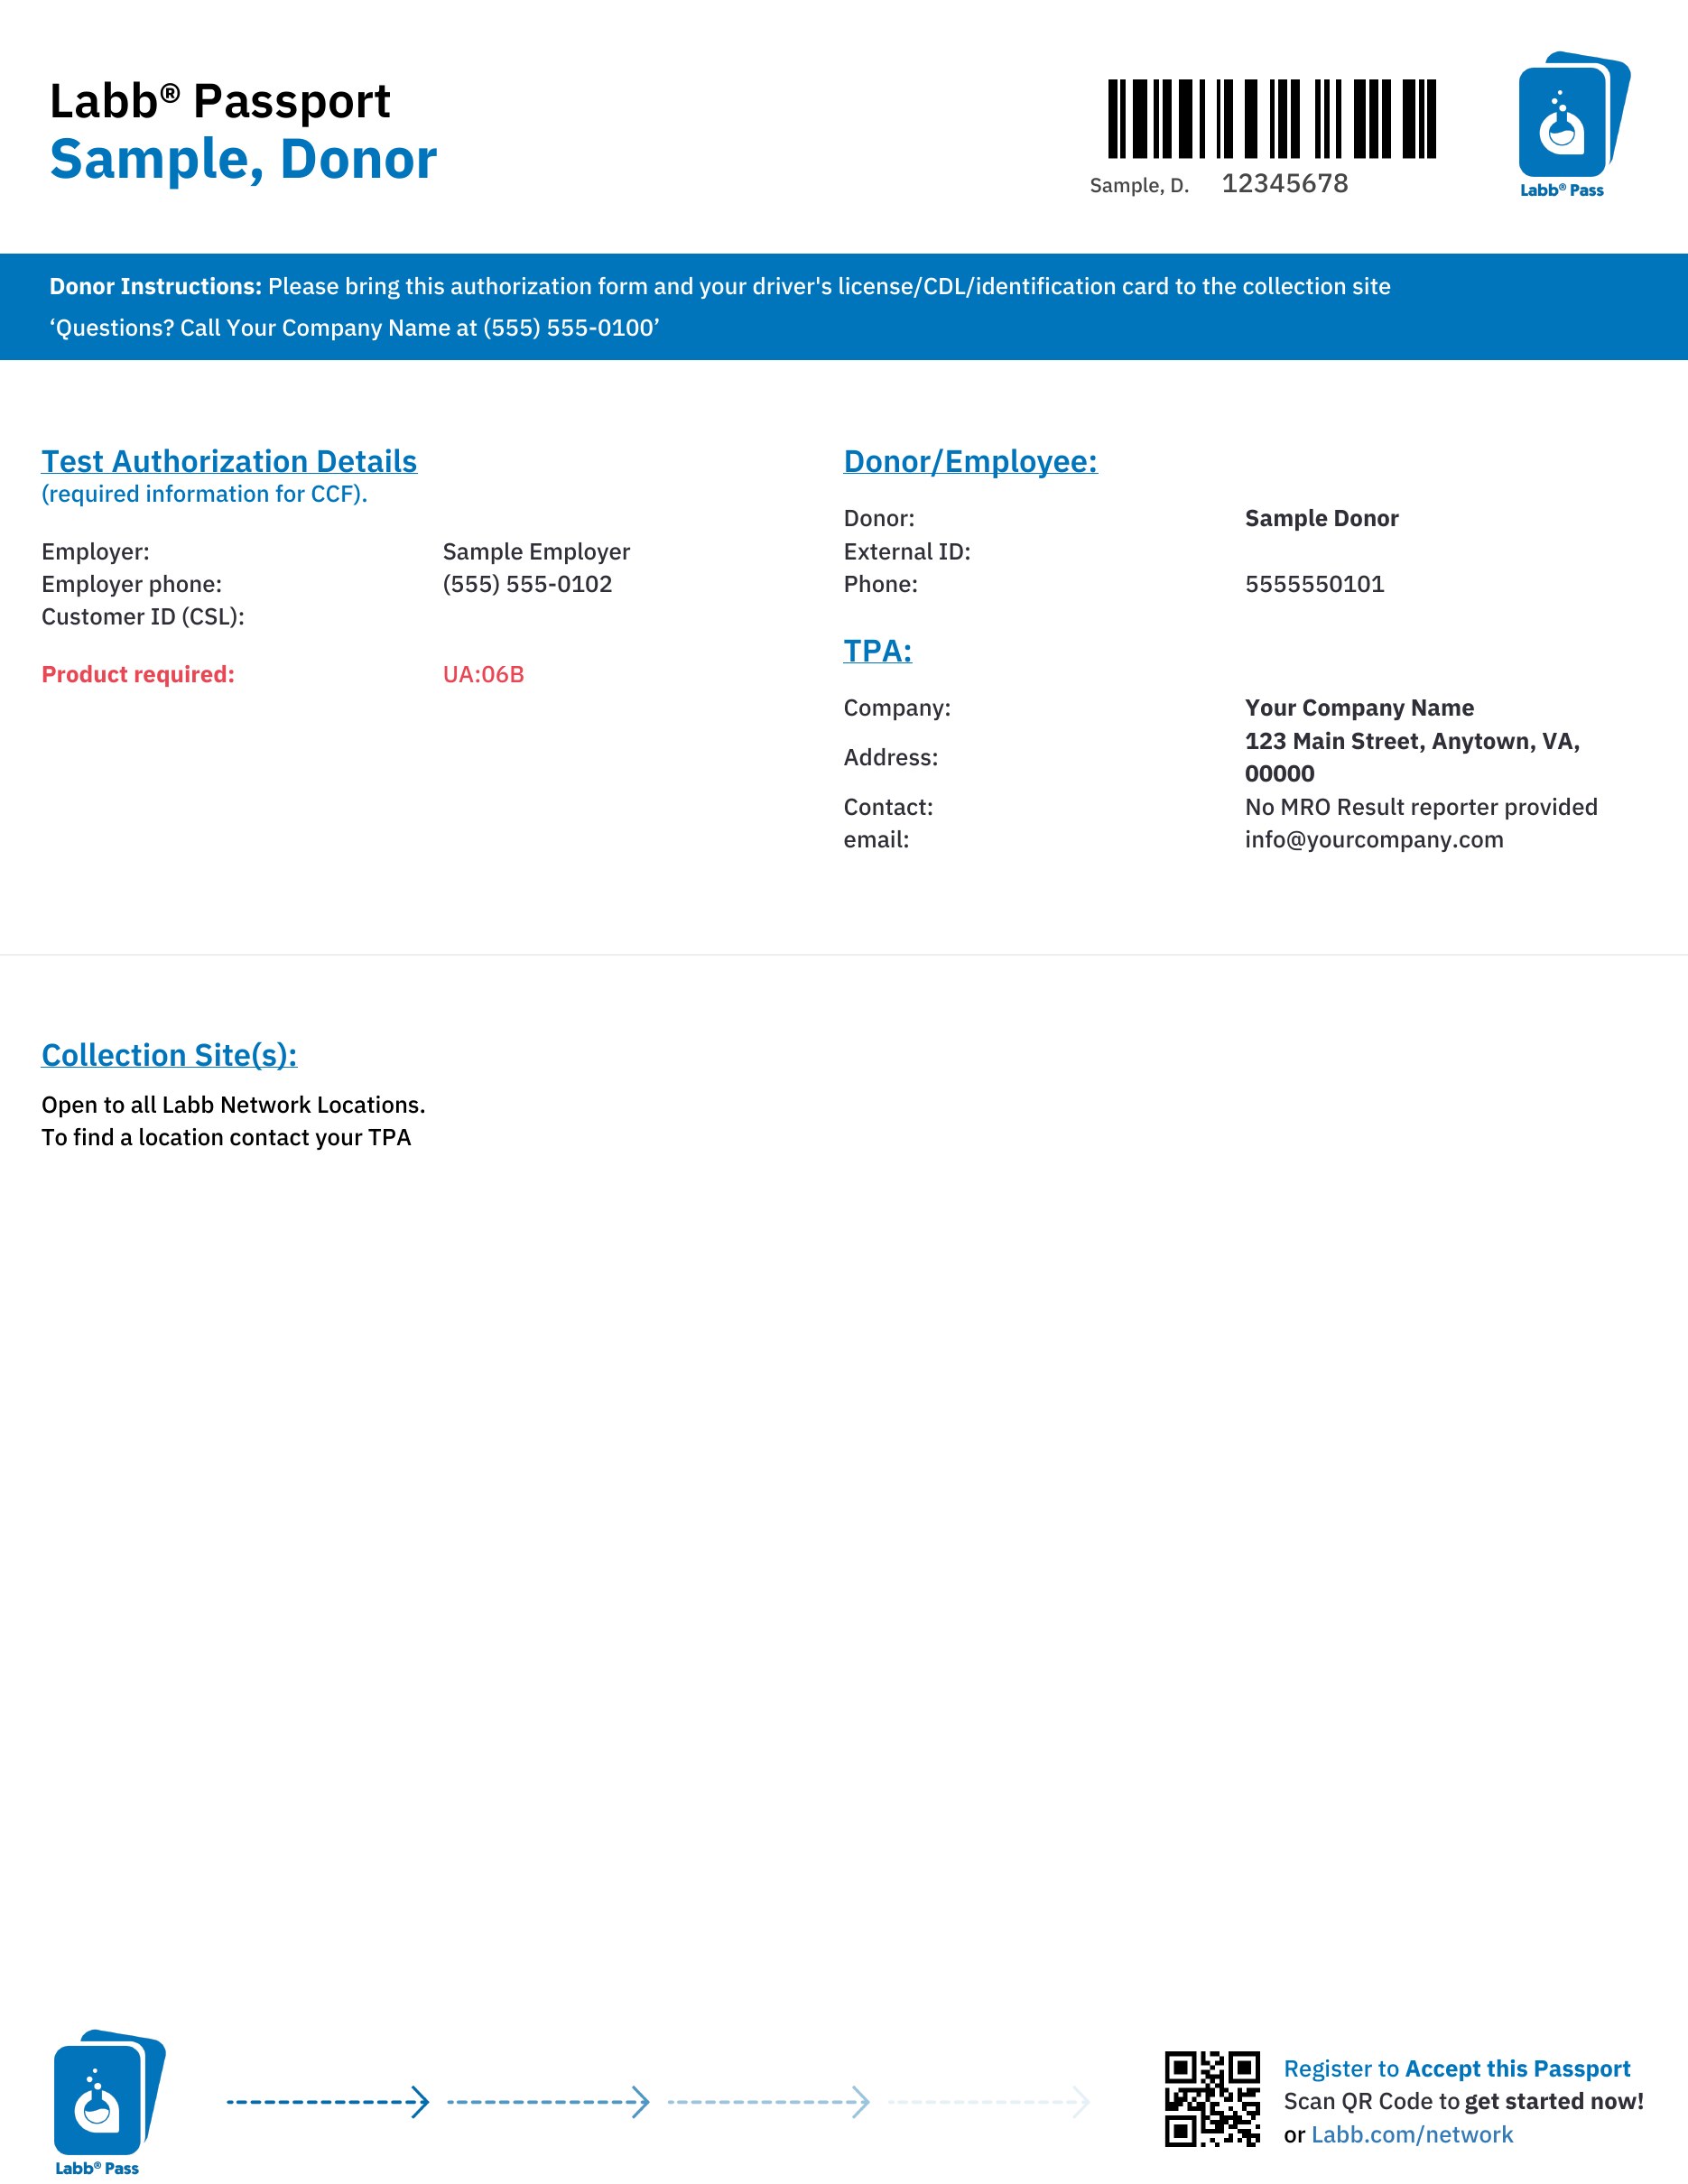 Labb® Passport
Sample, Donor
Sample, D. 12345678
Labb® Pass
Donor Instructions: Please bring this authorization form and your driver's license/CDL/identification card to the collection site
‘Questions? Call Your Company Name at (555) 555-0100’
Test Authorization Details
(required information for CCF).
Employer: Sample Employer
Employer phone: (555) 555-0102
Customer ID (CSL):
Product required: UA:06B
Donor/Employee:
Donor: Sample Donor
External ID:
Phone: 5555550101
TPA:
Company: Your Company Name
Address: 123 Main Street, Anytown, VA,
00000
Contact: No MRO Result reporter provided
email: info@yourcompany.com
Collection Site(s):
Open to all Labb Network Locations.
To find a location contact your TPA
Labb® Pass
Register to Accept this Passport
Scan QR Code to get started now!
or Labb.com/network